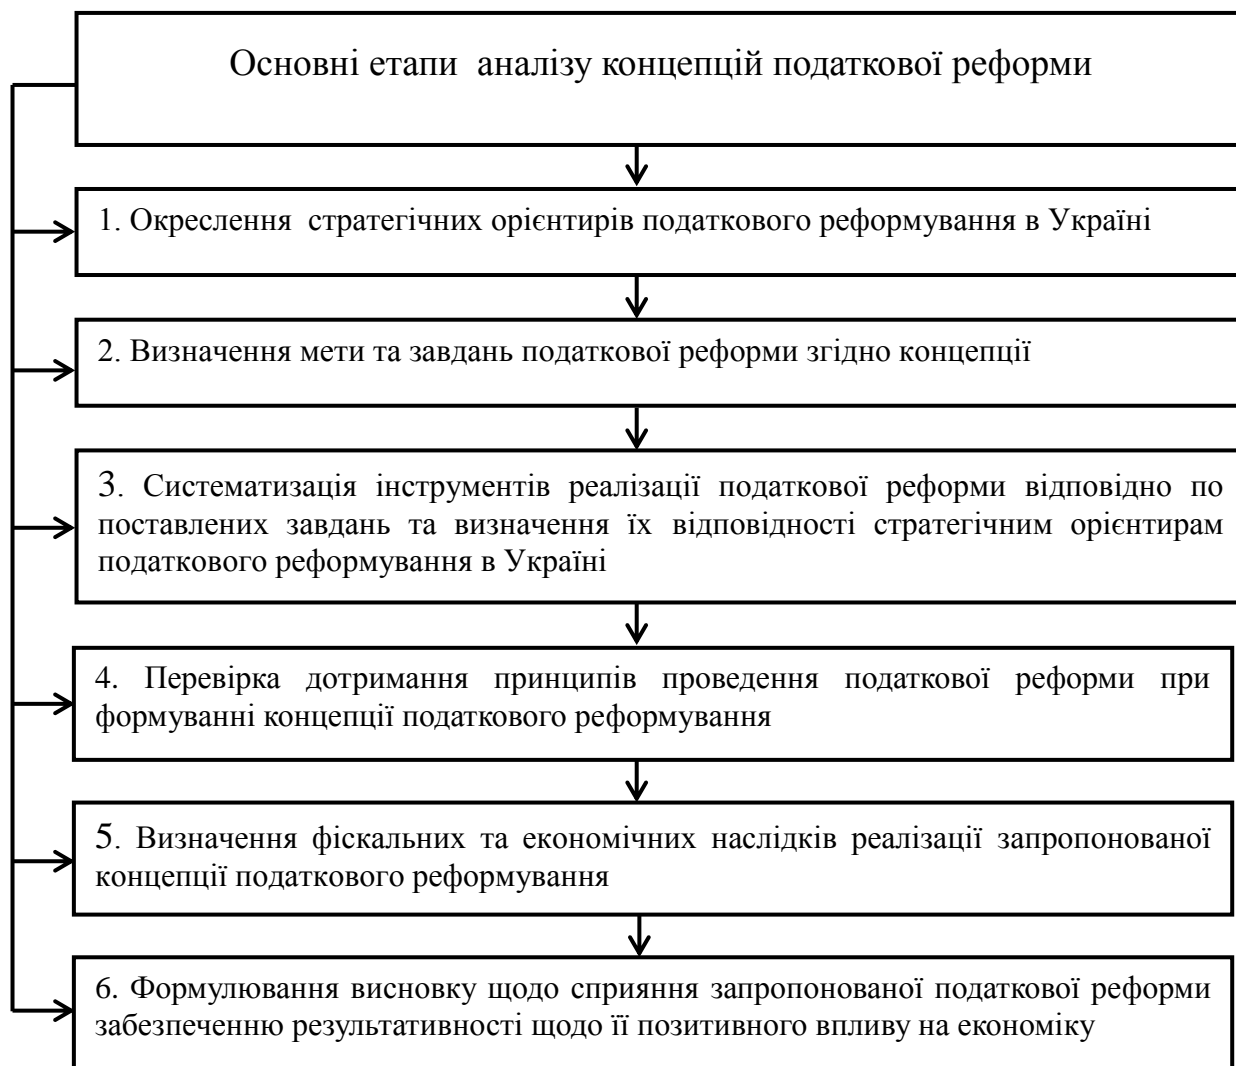 Основні етапи аналізу концепцій податкової реформи
1. Окреслення стратегічних орієнтирів податкового реформування в Україні
2. Визначення мети та завдань податкової реформи згідно концепції
3. Систематизація інструментів реалізації податкової реформи відповідно по
поставлених завдань та визначення їх відповідності стратегічним орієнтирам
податкового реформування в Україні
4. Перевірка дотримання принципів проведення податкової реформи при
формуванні концепції податкового реформування
5. Визначення фіскальних та економічних наслідків реалізації запропонованої
концепції податкового реформування
6. Формулювання висновку щодо сприяння запропонованої податкової реформи
забезпеченню результативності щодо її позитивного впливу на економіку